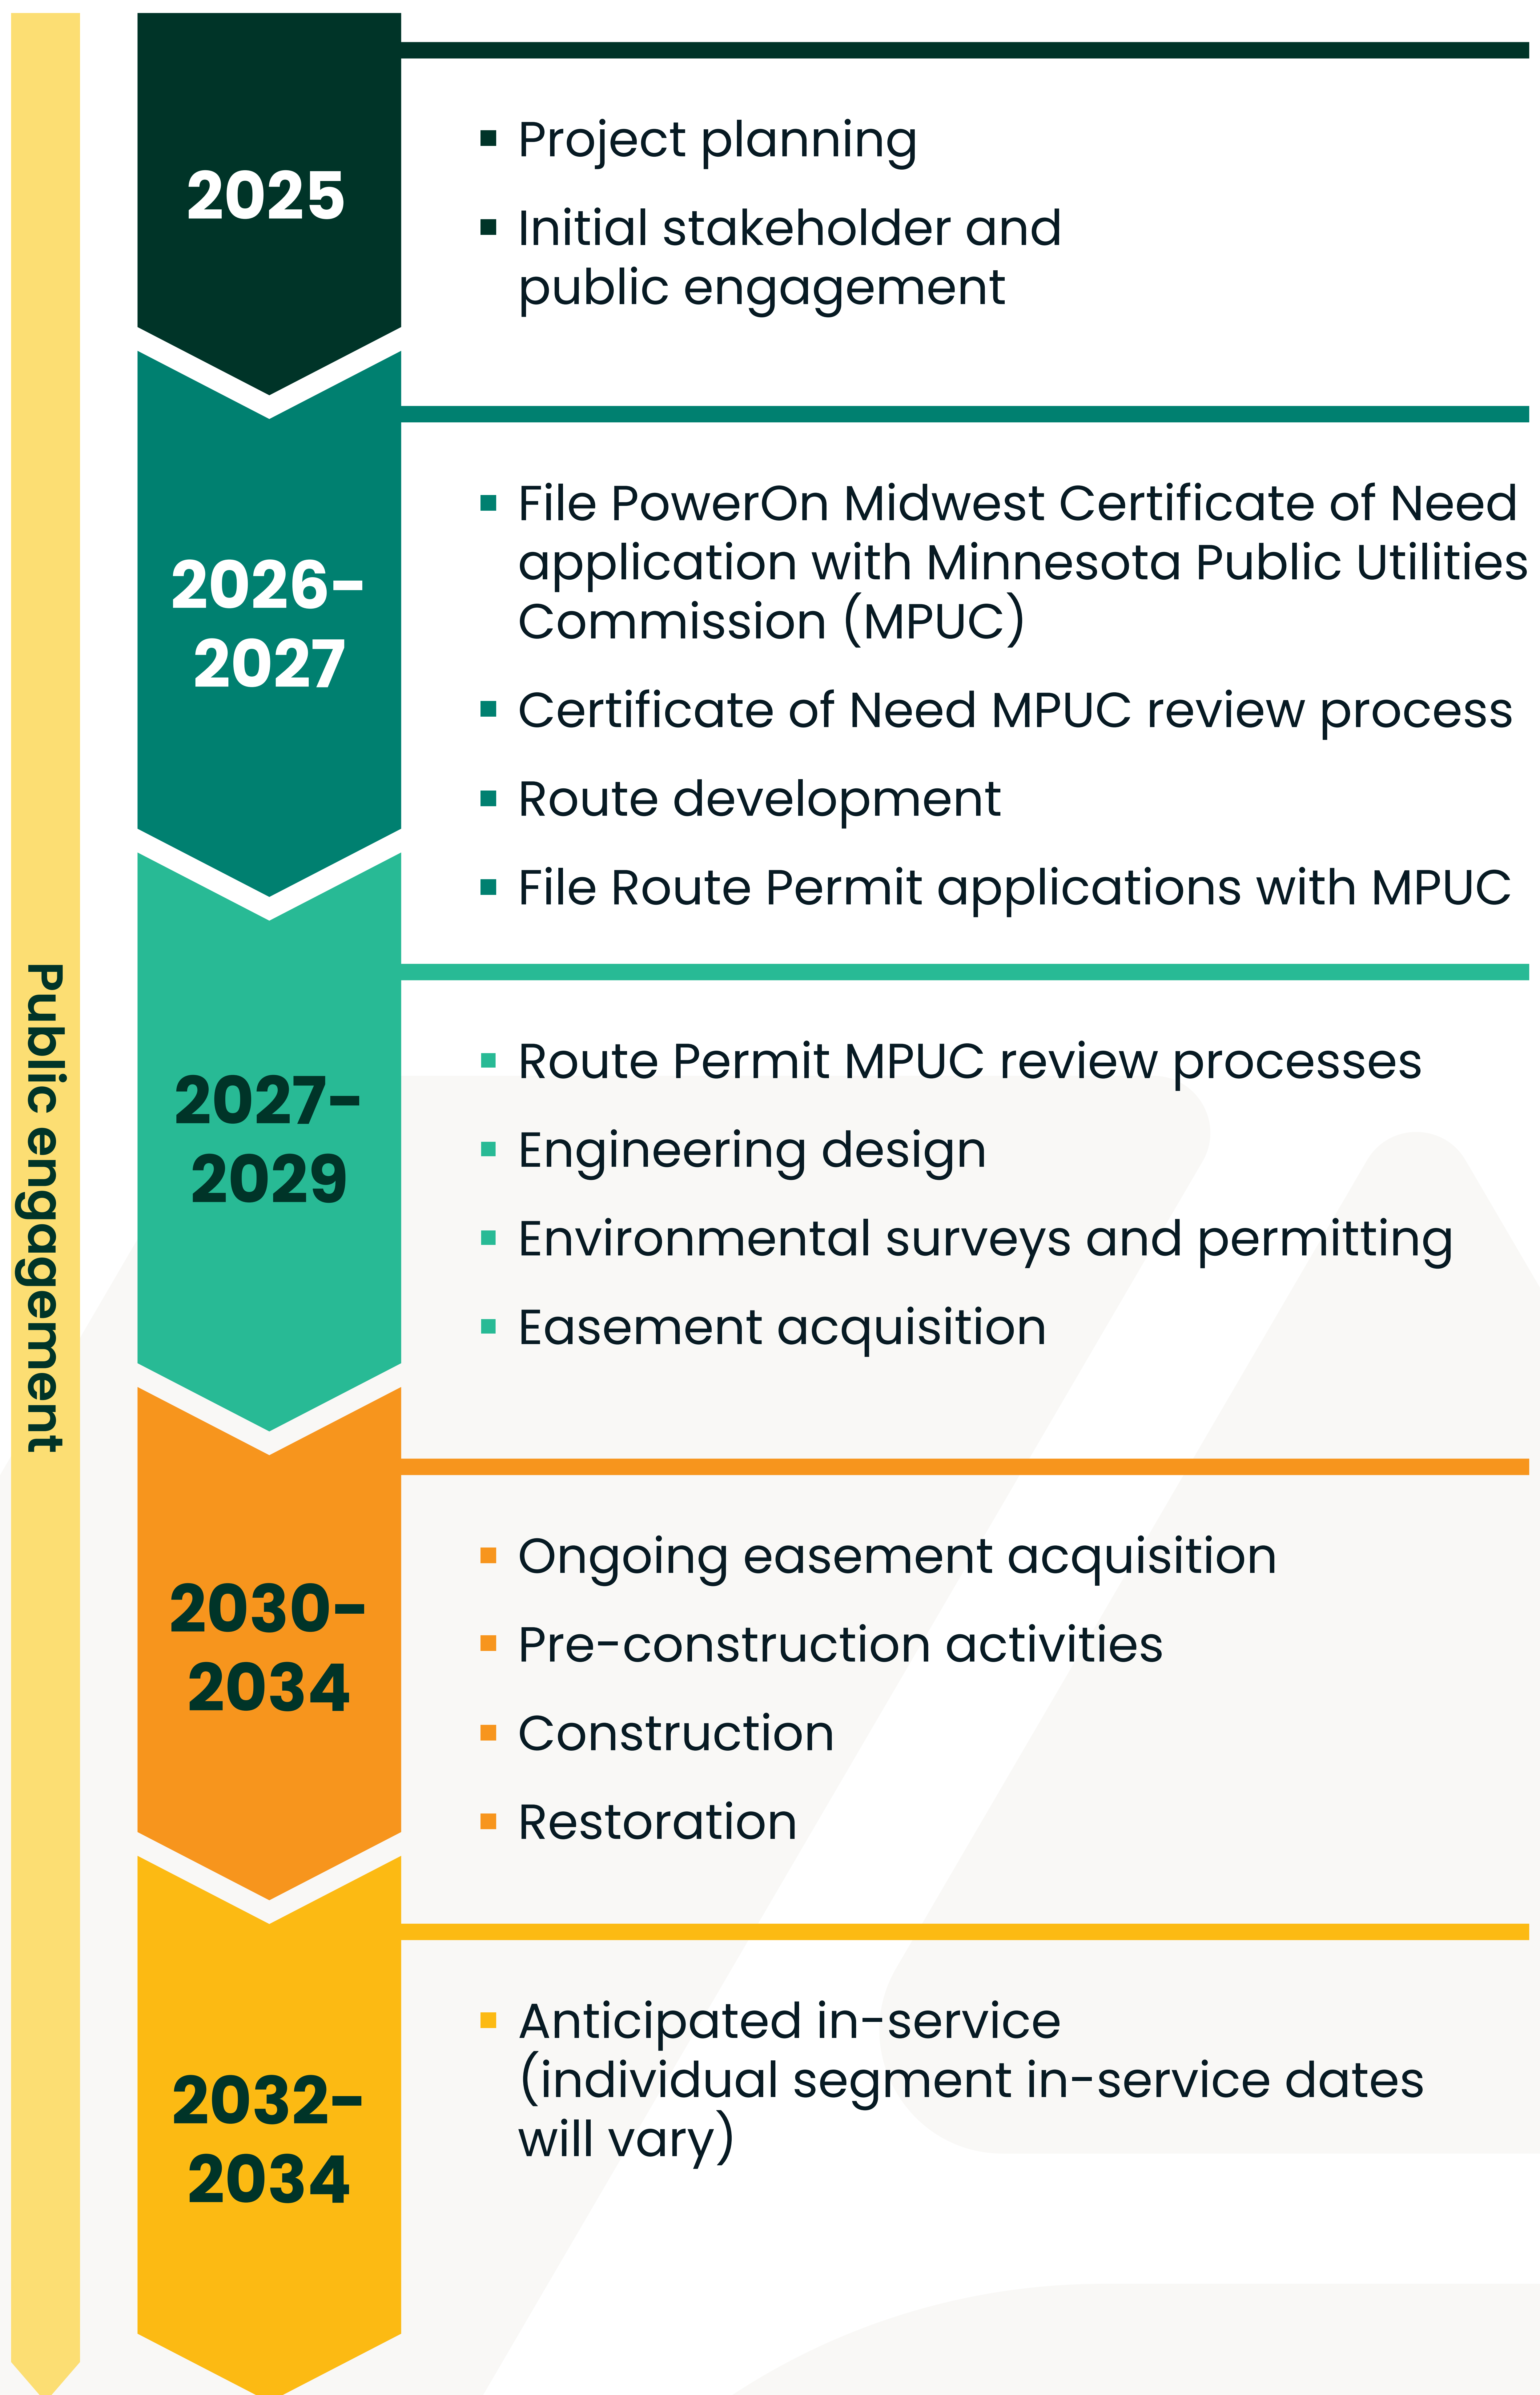 Public engagement
2025
Project planning
Initial stakeholder and
public engagement
2026-
2027
File PowerOn Midwest Certificate of Need
application with Minnesota Public Utilities
Commission (MPUC)
Certificate of Need MPUC review process
Route development
File Route Permit applications with MPUC
2027-
2029
Route Permit MPUC review processes
Engineering design
Environmental surveys and permitting
Easement acquisition
2030-
2034
Ongoing easement acquisition
Pre-construction activities
Construction
Restoration
2032-
2034
Anticipated in-service
(individual segment in-service dates
will vary)